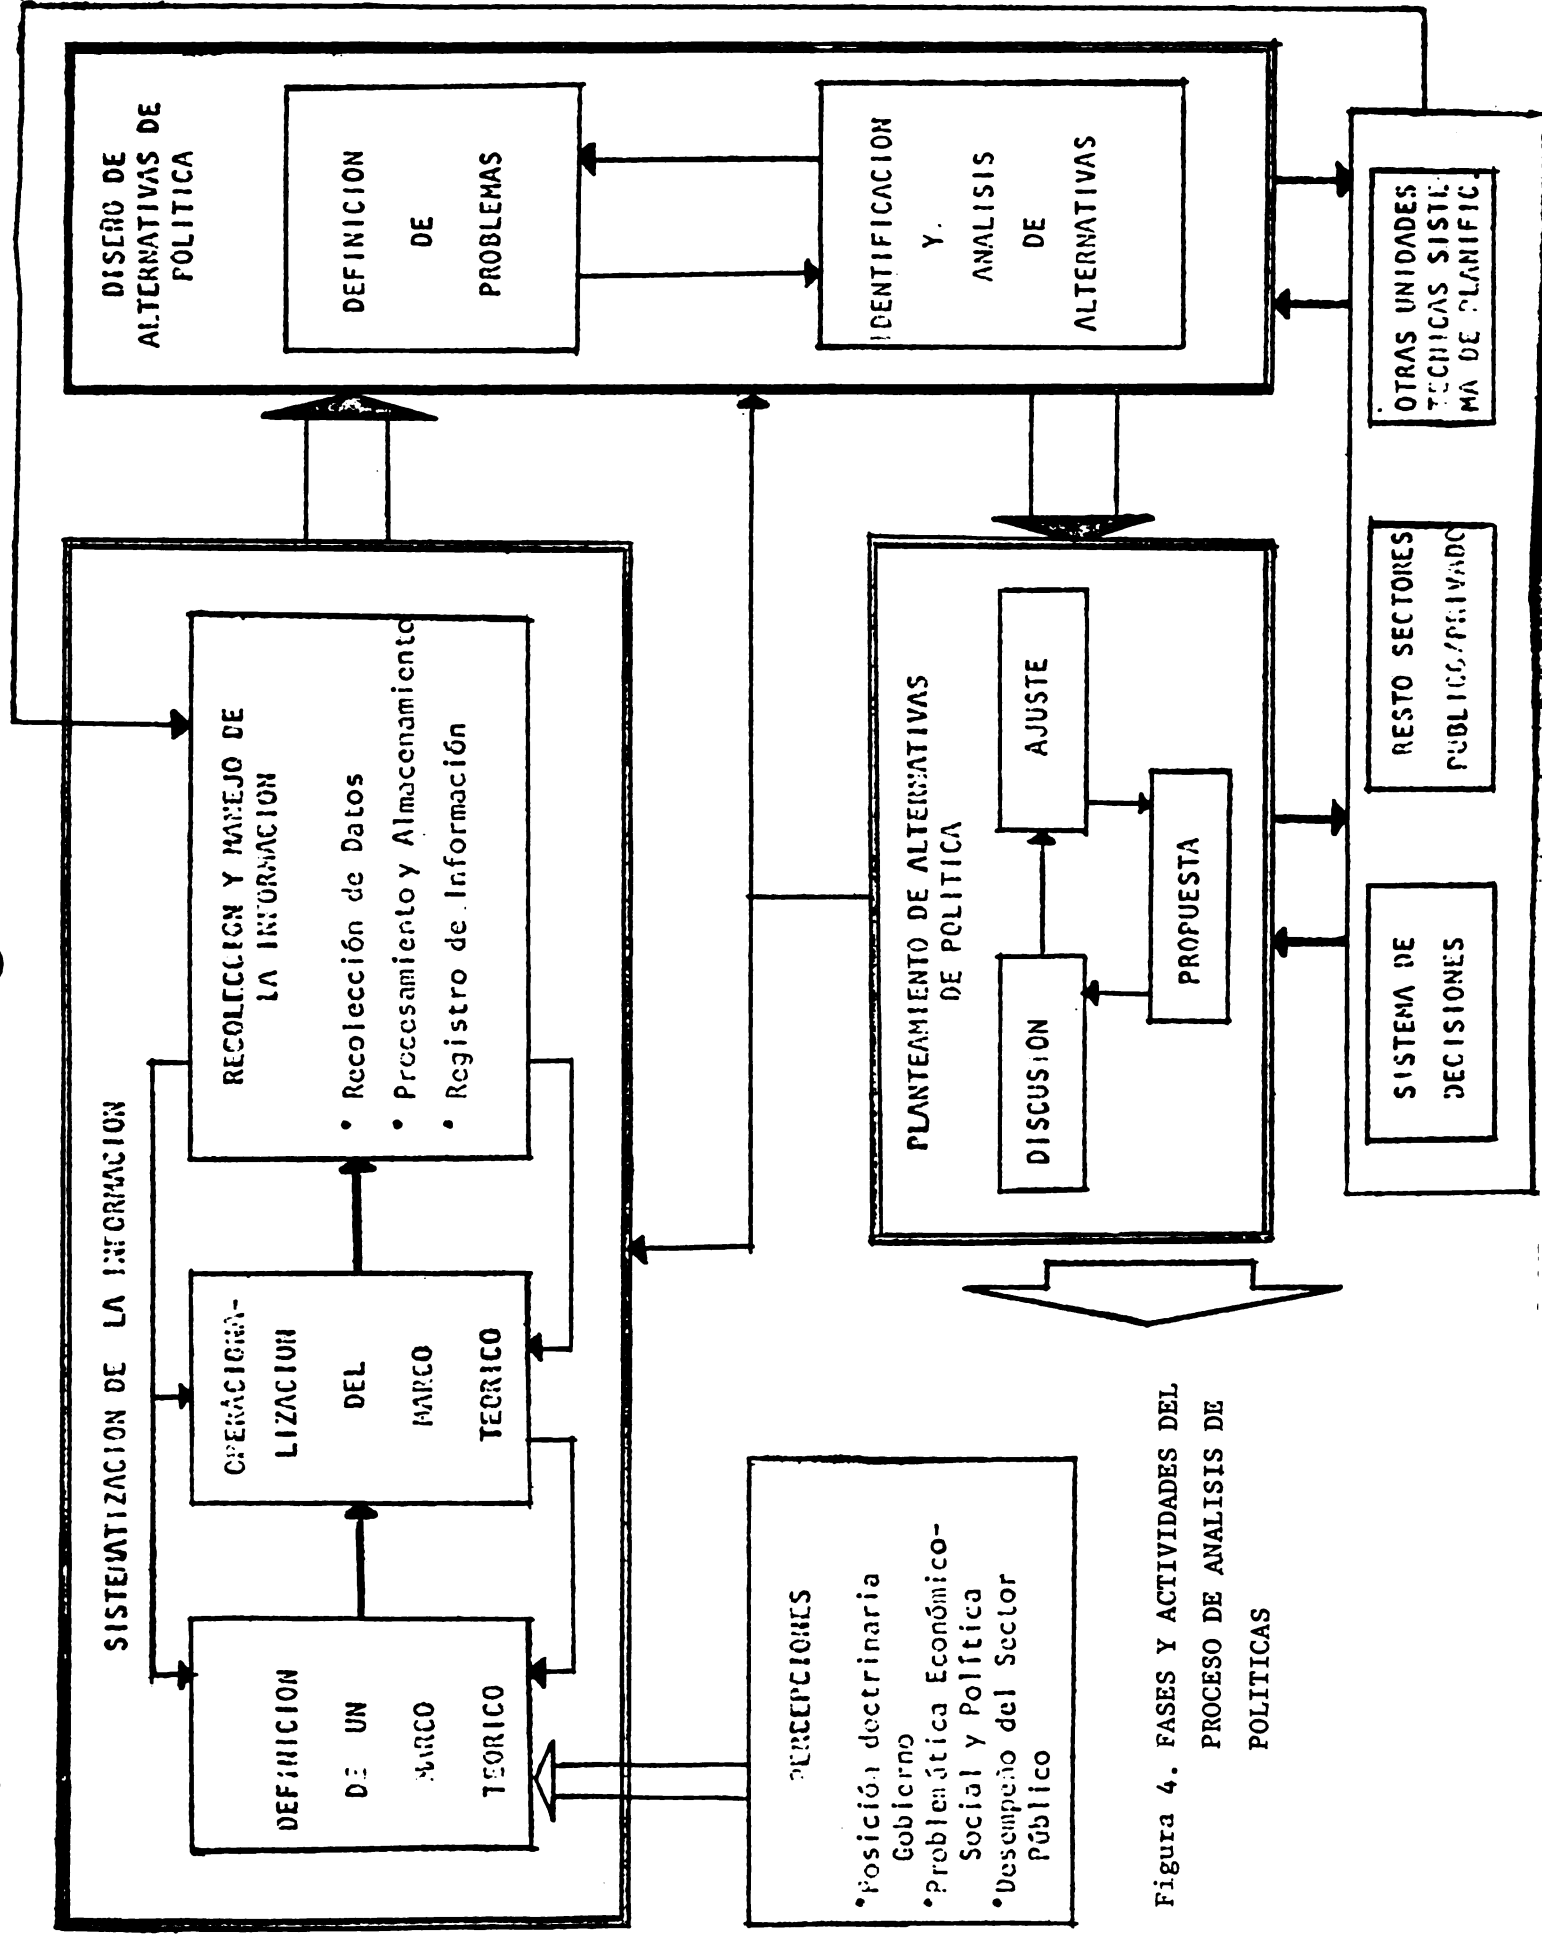 SISTEMATIZACION DE LA INFORMACION
DEFINICION
DE UN
MARCO
TEORICO
OPERACIONA-
LIZACION
DEL
MARCO
TEORICO
RECOLECCION Y MANEJO DE
LA INFORMACION
• Recolección de Datos
• Procesamiento y Almacenamiento
• Registro de Información
DISEÑO DE
ALTERNATIVAS DE
POLITICA
DEFINICION
DE
PROBLEMAS
IDENTIFICACION
Y.
ANALISIS
DE
ALTERNATIVAS
PERCEPCIONES
•Posición doctrinaria
Gobierno
•Problemática Económico-
Social y Política
•Desempeño del Sector
Público
PLANTEAMIENTO DE ALTERNATIVAS
DE POLITICA
DISCUSION
AJUSTE
PROPUESTA
SISTEMA DE
DECISIONES
RESTO SECTORES
PUBLICO/PRIVADO
OTRAS UNIDADES
TECNICAS SISTE
MA DE PLANIFIC.
Figura 4. FASES Y ACTIVIDADES DEL
PROCESO DE ANALISIS DE
POLITICAS